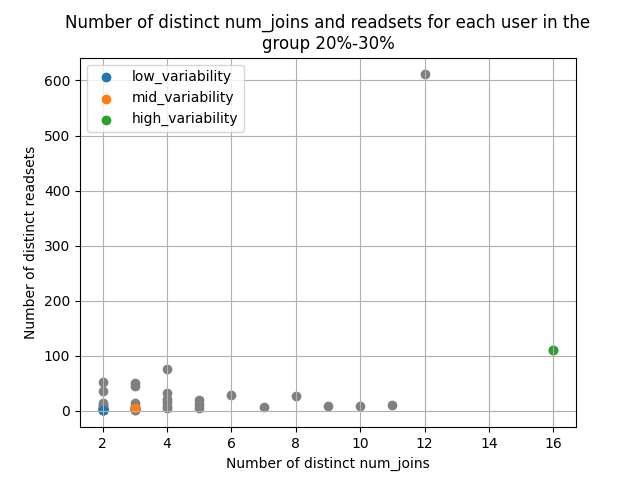 Number of distinct num_joins and readsets for each user in the
group 20%-30%
low_variability
mid_variability
high_variability
600
500
400
300
200
100
0
Number of distinct readsets
2 4 6 8 10 12 14 16
Number of distinct num_joins